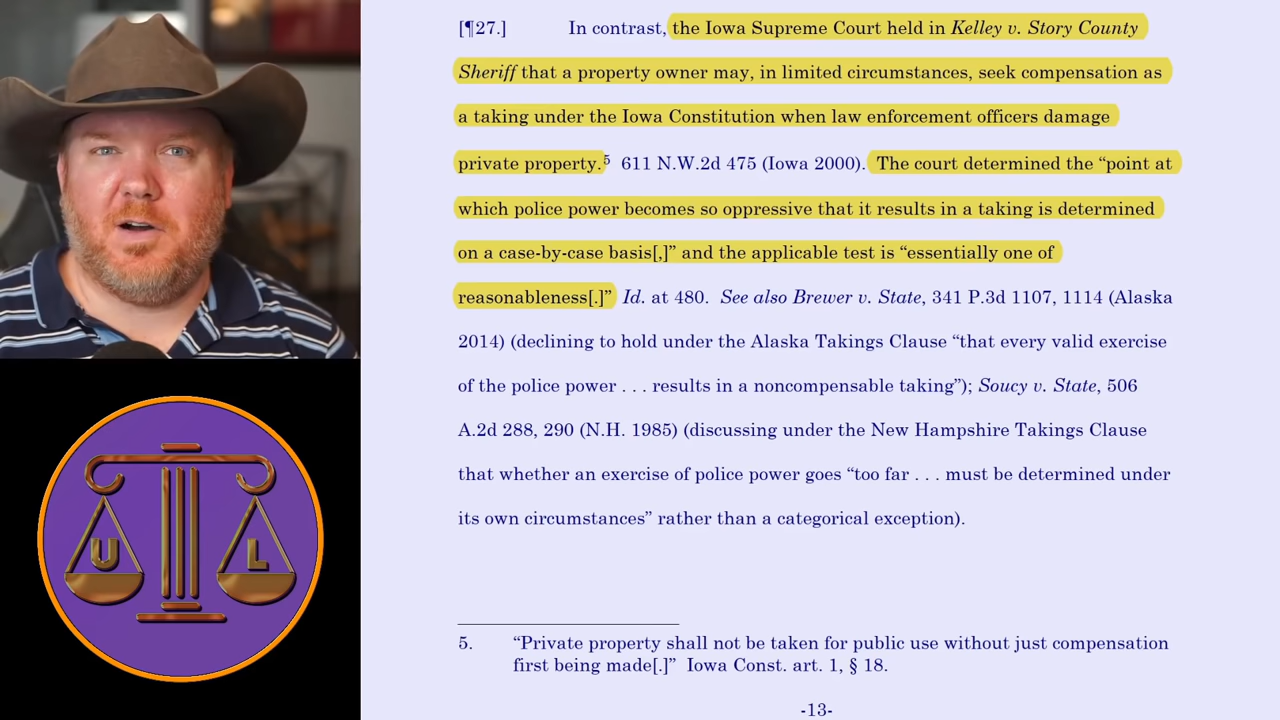 [¶27.] In contrast, the Iowa Supreme Court held in Kelley v. Story County
Sheriff that a property owner may, in limited circumstances, seek compensation as
a taking under the Iowa Constitution when law enforcement officers damage
private property.5 611 N.W.2d 475 (Iowa 2000). The court determined the “point at
which police power becomes so oppressive that it results in a taking is determined
on a case-by-case basis[,]” and the applicable test is “essentially one of
reasonableness[.]” Id. at 480. See also Brewer v. State, 341 P.3d 1107, 1114 (Alaska
2014) (declining to hold under the Alaska Takings Clause “that every valid exercise
of the police power . . . results in a noncompensable taking”); Soucy v. State, 506
A.2d 288, 290 (N.H. 1985) (discussing under the New Hampshire Takings Clause
that whether an exercise of police power goes “too far . . . must be determined under
its own circumstances” rather than a categorical exception).
5. “Private property shall not be taken for public use without just compensation
first being made[.]” Iowa Const. art. 1, § 18.
-13-
U L